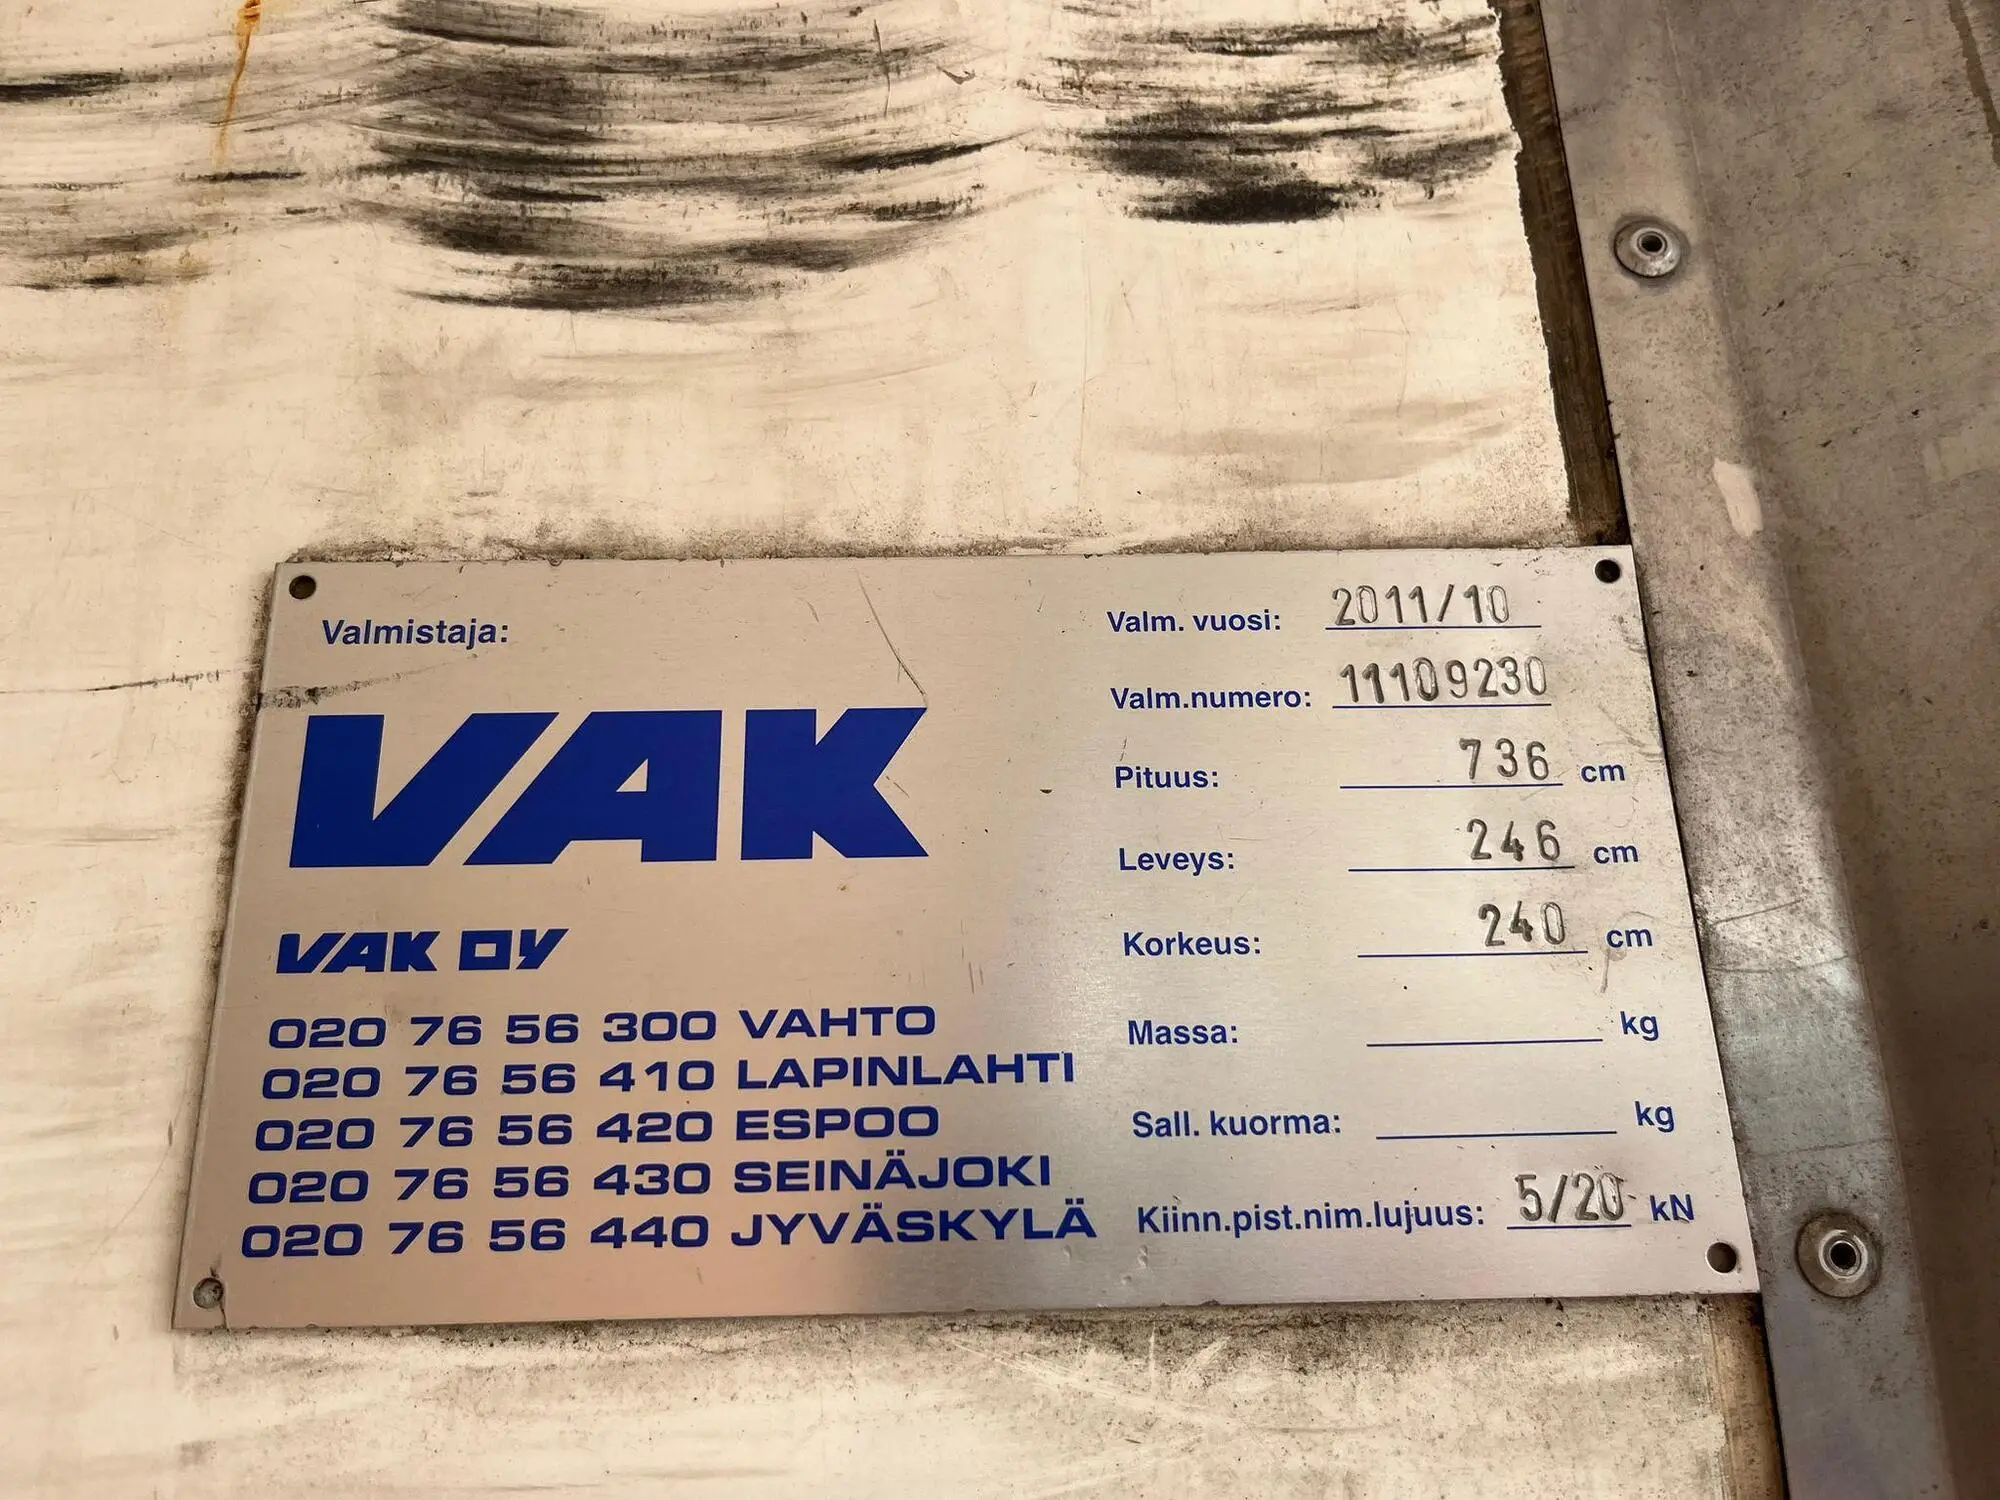 Valmistaja:
VAK
VAK OY
020 76 56 300 VAHTO
020 76 56 410 LAPINLAHTI
020 76 56 420 ESPOO
020 76 56 430 SEINÄJOKI
020 76 56 440 JYVÄSKYLÄ
Valm. vuosi: 2011/10
Valm.numero: 11109230
Pituus: 736 cm
Leveys: 246 cm
Korkeus: 240 cm
Massa: kg
Sall. kuorma: kg
Kiinn.pist.nim.lujuus: 5/20 kN